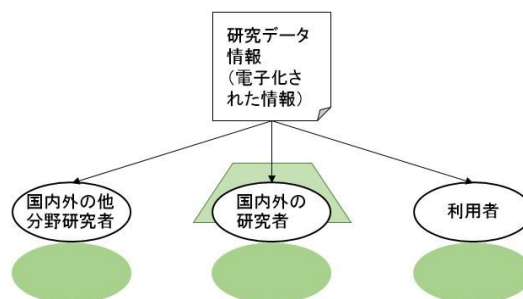 研究データ
情報
（電子化さ
れた情報）
国内外の他
分野研究者
国内外の
研究者
利用者